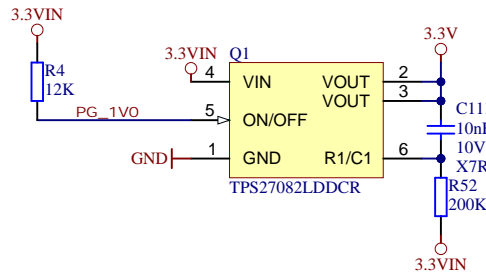 3.3VIN
R4
12K
PG_1V0
3.3VIN
Q1
4
VIN
5
ON/OFF
1
GND
GND
VOUT
2
VOUT
3
R1/C1
6
TPS27082LDDCR
3.3V
C11
10n
10V
X7R
R52
200K
3.3VIN